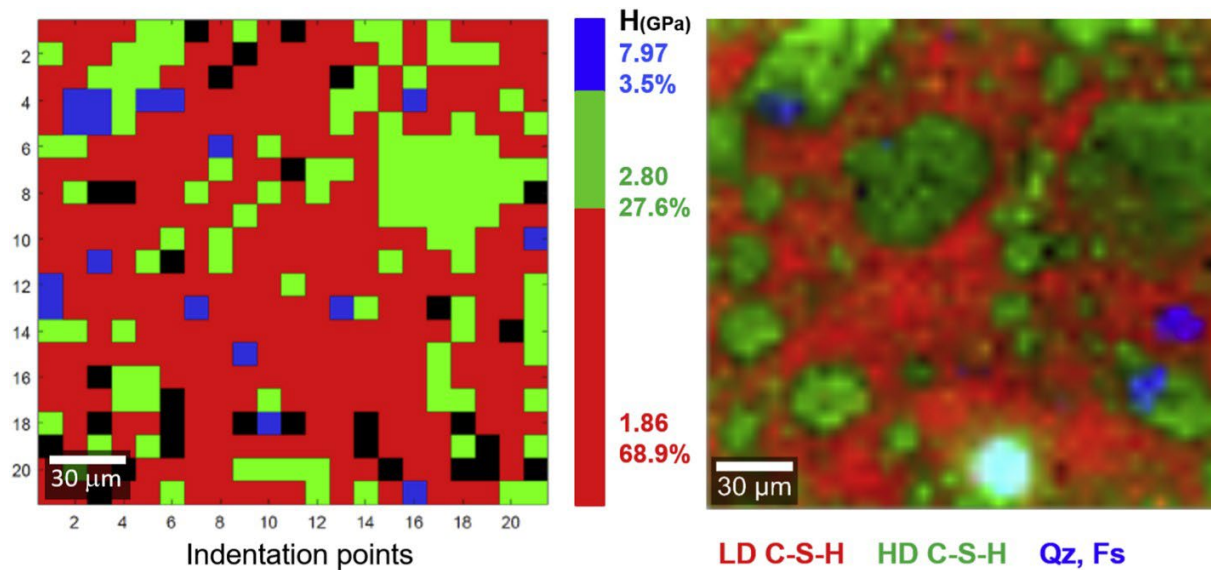 2
4
6
8
10
12
14
16
18
20
30 μm
2 4 6 8 10 12 14 16 18 20
Indentation points
H(GPa)
7.97
3.5%
2.80
27.6%
1.86
68.9%
30 μm
LD C-S-H HD C-S-H Qz, Fs